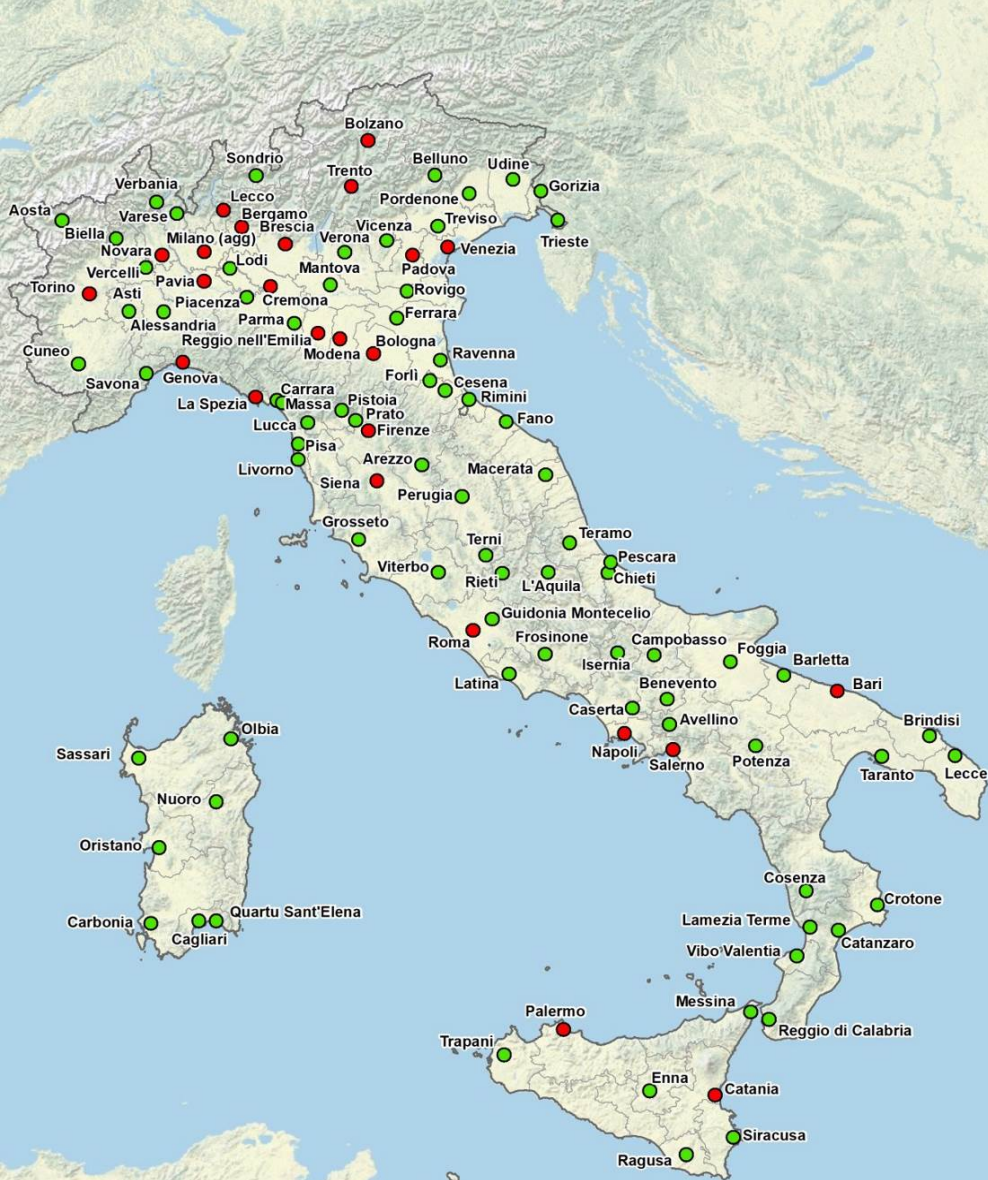 Bolzano
Sondrio
Belluno
Udine
Trento
Verbania
Pordenone
Gorizia
Lecco
Aosta
Varese
Bergamo
Treviso
Biella
Milano (agg)
Brescia
Vicenza
Trieste
Novara
Verona
Venezia
Lodi
Padova
Vercelli
Mantova
Torino
Pavia
Rovigo
Asti
Piacenza
Cremona
Ferrara
Alessandria
Parma
Reggio nell'Emilia
Bologna
Cuneo
Modena
Ravenna
Genova
Savona
Forlì
Cesena
Carrara
La Spezia
Massa
Pistoia
Rimini
Lucca
Prato
Fano
Firenze
Pisa
Arezzo
Livorno
Macerata
Siena
Perugia
Grosseto
Teramo
Terni
Pescara
Viterbo
Rieti
L'Aquila
Chieti
Guidonia Montecelio
Roma
Frosinone
Campobasso
Foggia
Isernia
Barletta
Latina
Benevento
Bari
Caserta
Avellino
Brindisi
Olbia
Napoli
Sassari
Salerno
Potenza
Taranto
Lecce
Nuoro
Oristano
Cosenza
Crotone
Quartu Sant'Elena
Carbonia
Lamezia Terme
Cagliari
Catanzaro
Vibo Valentia
Messina
Palermo
Reggio di Calabria
Trapani
Enna
Catania
Siracusa
Ragusa